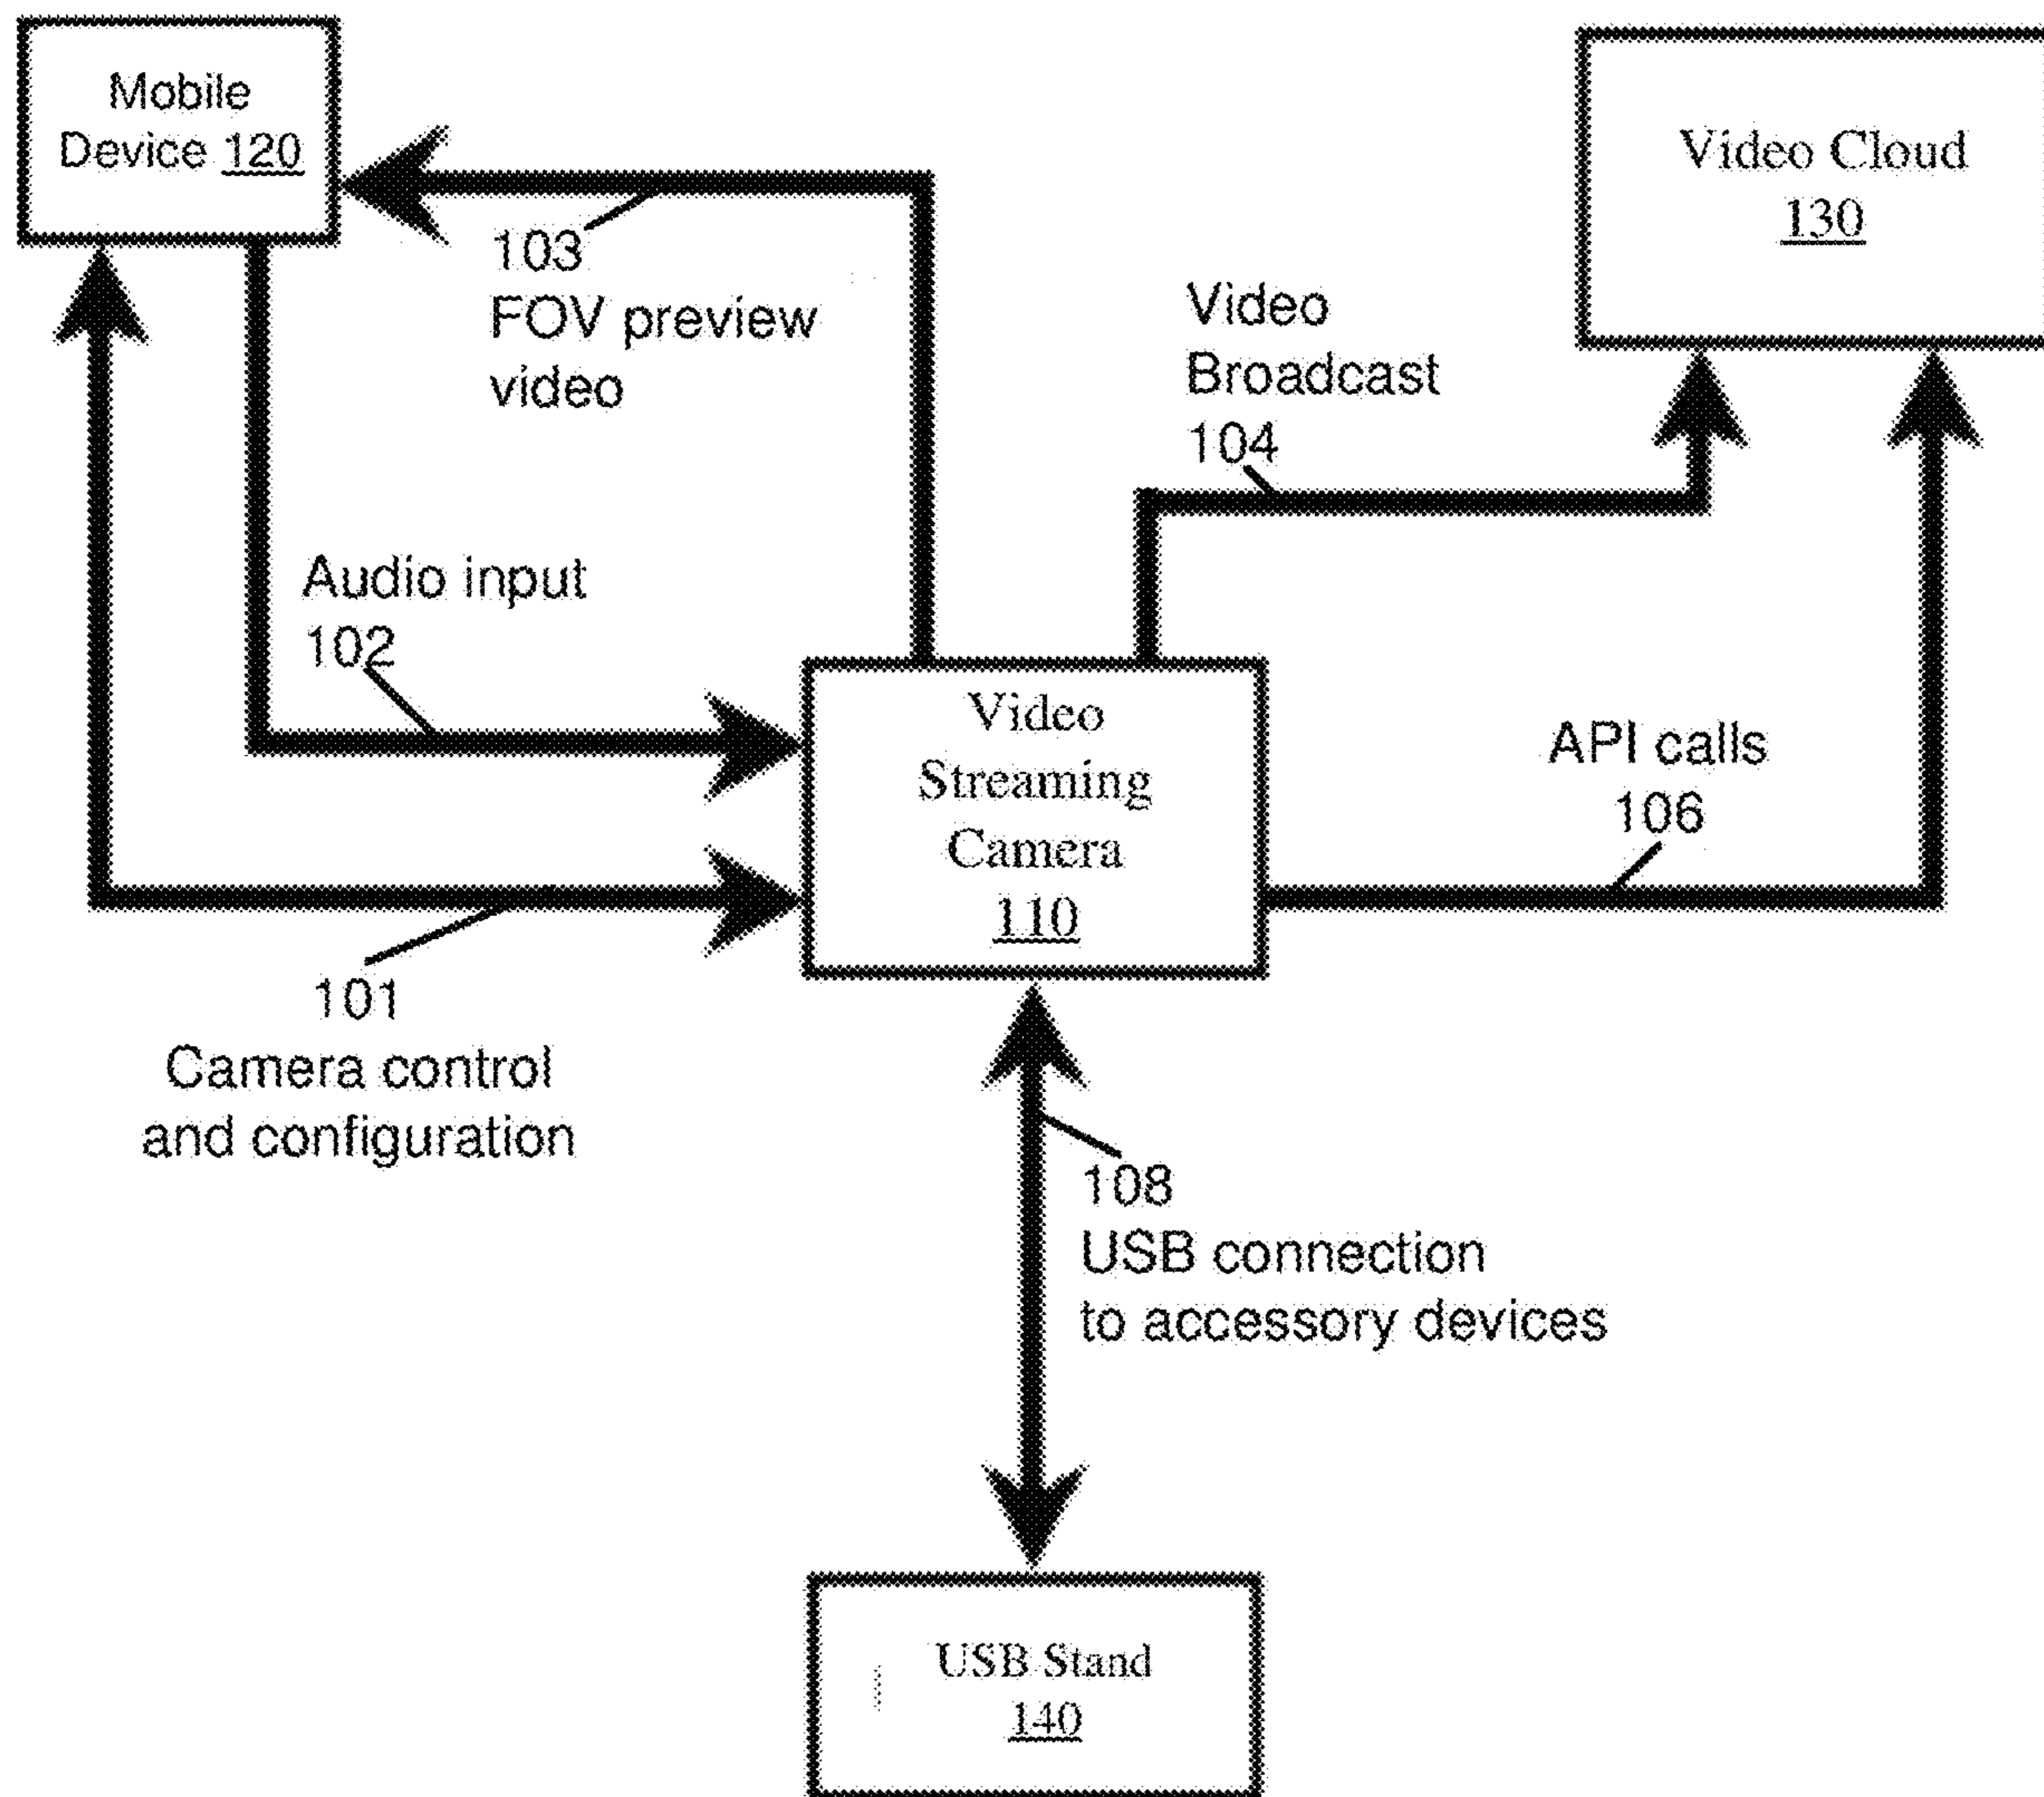 Mobile
Device 120
Video Cloud
130
103
FOV preview
video
Video
Broadcast
104
Audio input
102
Video
Streaming
Camera
110
API calls
106
101
Camera control
and configuration
108
USB connection
to accessory devices
USB Stand
140